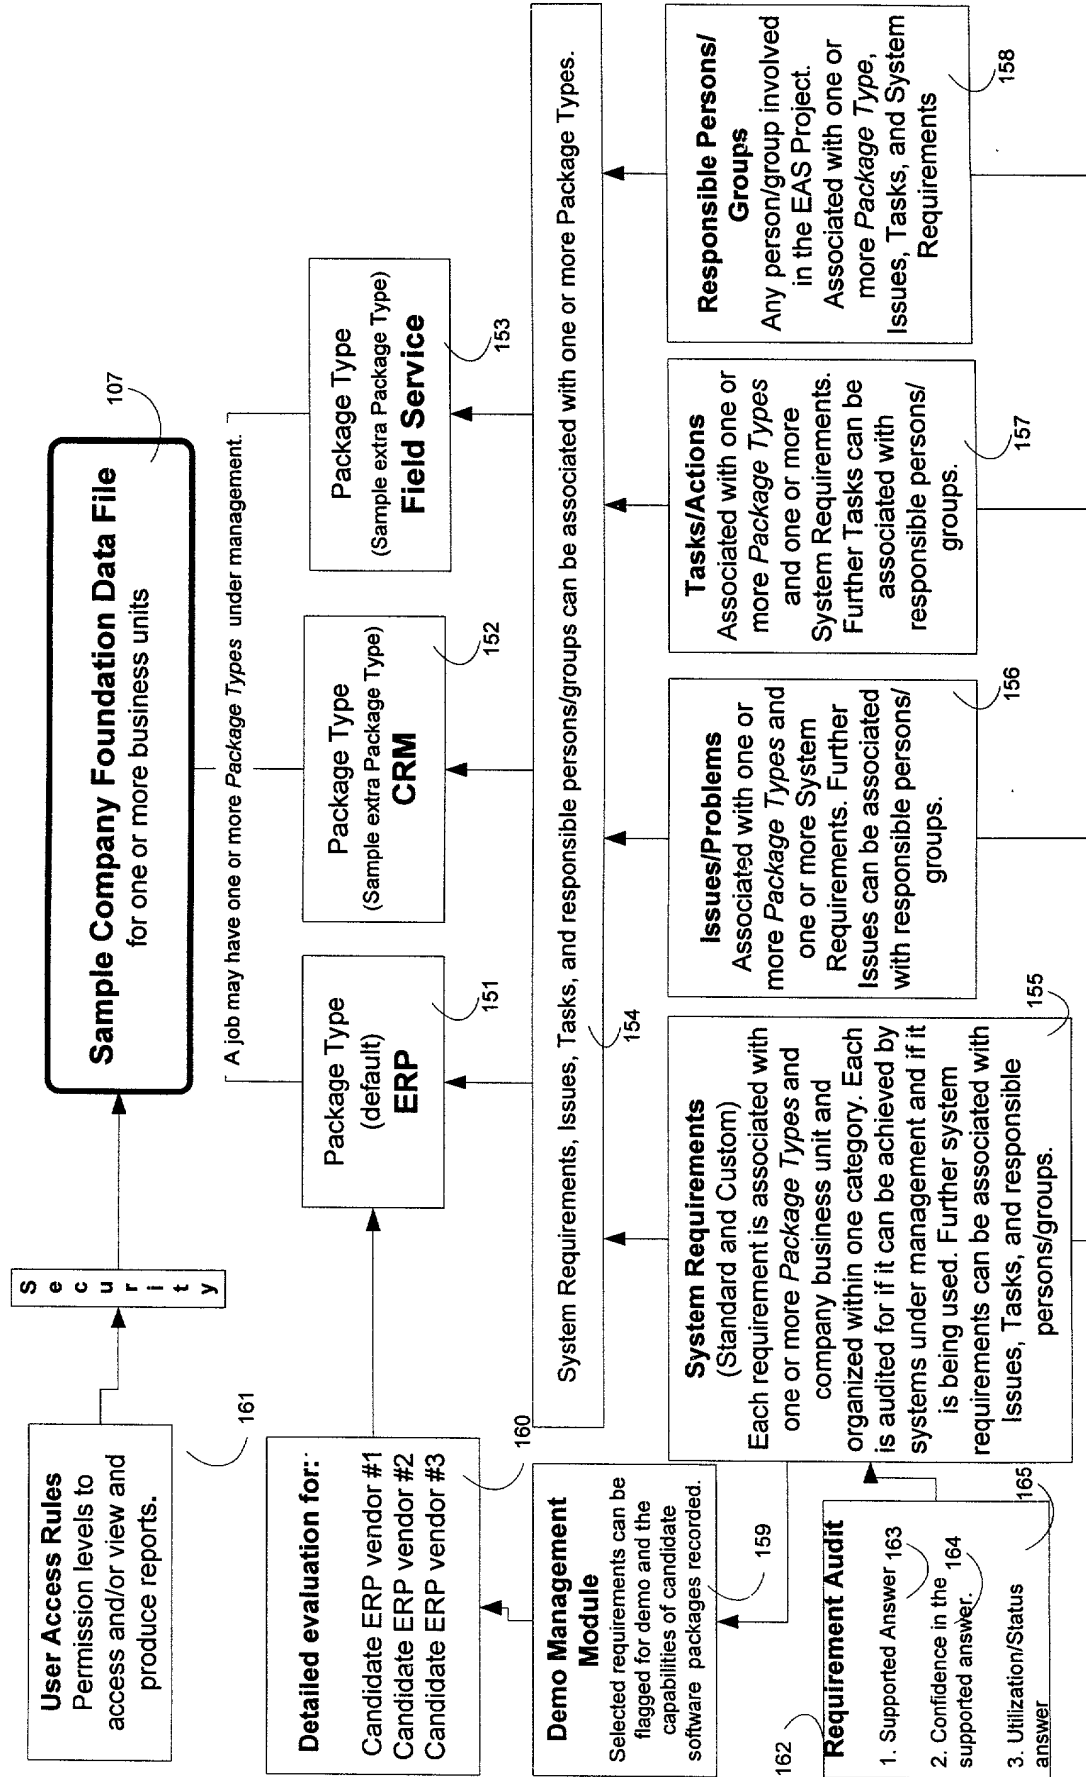 User Access Rules
Permission levels to
access and/or view and
produce reports.
161
S e c u r i t y
Sample Company Foundation Data File
for one or more business units
107
A job may have one or more Package Types under management.
Detailed evaluation for::
Candidate ERP vendor #1
Candidate ERP vendor #2
Candidate ERP vendor #3
160
Package Type
(default)
ERP
151
Package Type
(Sample extra Package Type)
CRM
152
Package Type
(Sample extra Package Type)
Field Service
153
System Requirements, Issues, Tasks, and responsible persons/groups can be associated with one or more Package Types.
154
Demo Management
Module
Selected requirements can be
flagged for demo and the
capabilities of candidate
software packages recorded.
159
System Requirements
(Standard and Custom)
Each requirement is associated with
one or more Package Types and
company business unit and
organized within one category. Each
is audited for if it can be achieved by
systems under management and if it
is being used. Further system
requirements can be associated with
Issues, Tasks, and responsible
persons/groups.
155
Issues/Problems
Associated with one or
more Package Types and
one or more System
Requirements. Further
Issues can be associated
with responsible persons/
groups.
156
Tasks/Actions
Associated with one or
more Package Types
and one or more
System Requirements.
Further Tasks can be
associated with
responsible persons/
groups.
157
Responsible Persons/
Groups
Any person/group involved
in the EAS Project.
Associated with one or
more Package Type,
Issues, Tasks, and System
Requirements
158
162
Requirement Audit
1. Supported Answer 163
2. Confidence in the
supported answer. 164
3. Utilization/Status
answer
165